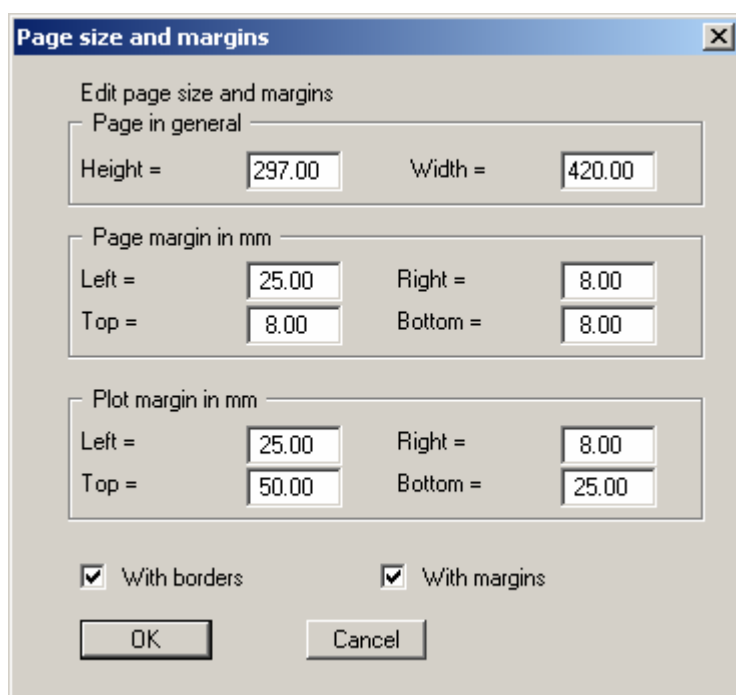 Page size and margins
Edit page size and margins
Page in general
Height = 297.00 Width = 420.00
Page margin in mm
Left = 25.00 Right = 8.00
Top = 8.00 Bottom = 8.00
Plot margin in mm
Left = 25.00 Right = 8.00
Top = 50.00 Bottom = 25.00
With borders With margins
OK Cancel